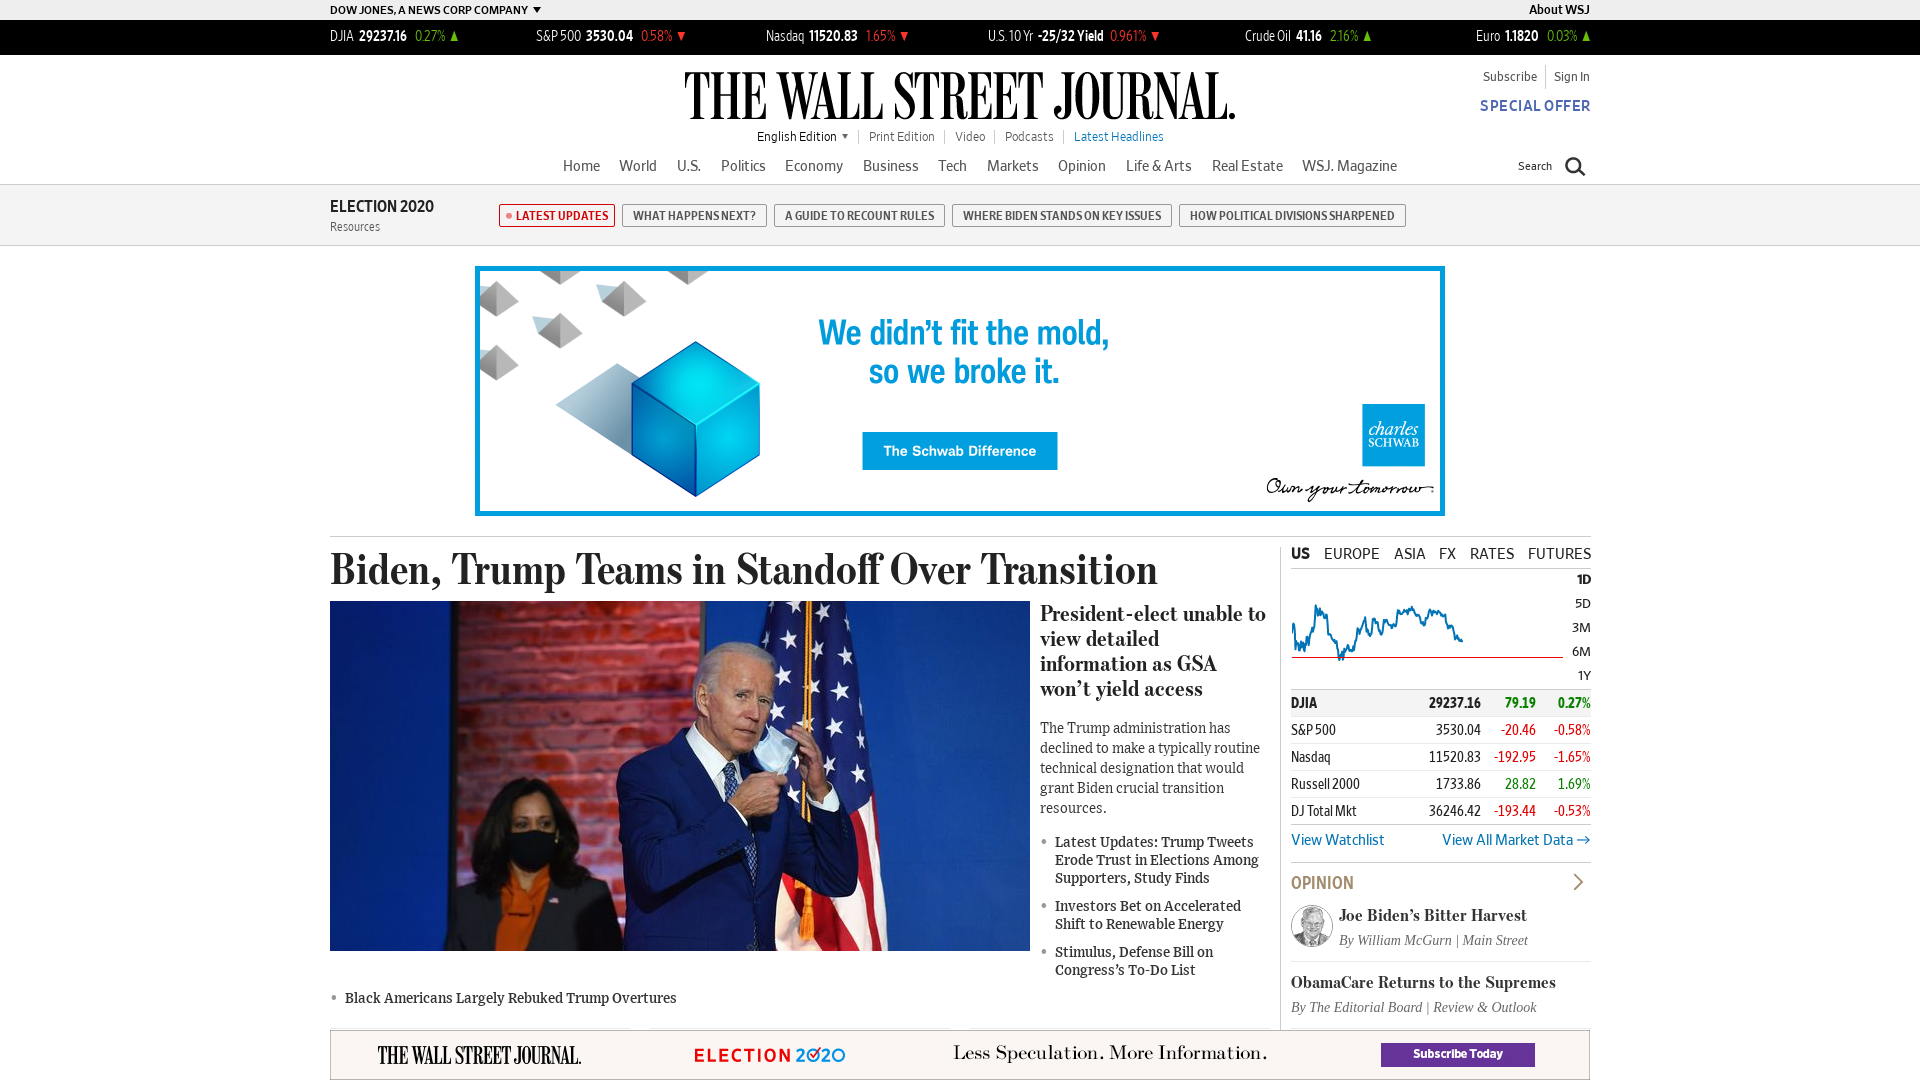 DOW JONES, A NEWS CORP COMPANY
About WSJ
DJIA 29237.16 0.27%
S&P 500 3530.04 0.58%
Nasdaq 11520.83 1.65%
U.S. 10 Yr -25/32 Yield 0.961%
Crude Oil 41.16 2.16%
Euro 1.1820 0.03%
THE WALL STREET JOURNAL.
Subscribe
Sign In
SPECIAL OFFER
English Edition
Print Edition
Video
Podcasts
Latest Headlines
Home World U.S. Politics Economy Business Tech Markets Opinion Life & Arts Real Estate WSJ. Magazine
Search
ELECTION 2020
Resources
LATEST UPDATES
WHAT HAPPENS NEXT?
A GUIDE TO RECOUNT RULES
WHERE BIDEN STANDS ON KEY ISSUES
HOW POLITICAL DIVISIONS SHARPENED
We didn't fit the mold,
so we broke it.
The Schwab Difference
charles
SCHWAB
Own your tomorrow
Biden, Trump Teams in Standoff Over Transition
President-elect unable to
view detailed
information as GSA
won't yield access
The Trump administration has
declined to make a typically routine
technical designation that would
grant Biden crucial transition
resources.
• Latest Updates: Trump Tweets
Erode Trust in Elections Among
Supporters, Study Finds
• Investors Bet on Accelerated
Shift to Renewable Energy
• Stimulus, Defense Bill on
Congress's To-Do List
• Black Americans Largely Rebuked Trump Overtures
US EUROPE ASIA FX RATES FUTURES
1D
5D
3M
6M
1Y
DJIA 29237.16 79.19 0.27%
S&P 500 3530.04 -20.46 -0.58%
Nasdaq 11520.83 -192.95 -1.65%
Russell 2000 1733.86 28.82 1.69%
DJ Total Mkt 36246.42 -193.44 -0.53%
View Watchlist
View All Market Data →
OPINION
Joe Biden's Bitter Harvest
By William McGurn | Main Street
ObamaCare Returns to the Supremes
By The Editorial Board | Review & Outlook
THE WALL STREET JOURNAL.
ELECTION 2020
Less Speculation. More Information.
Subscribe Today